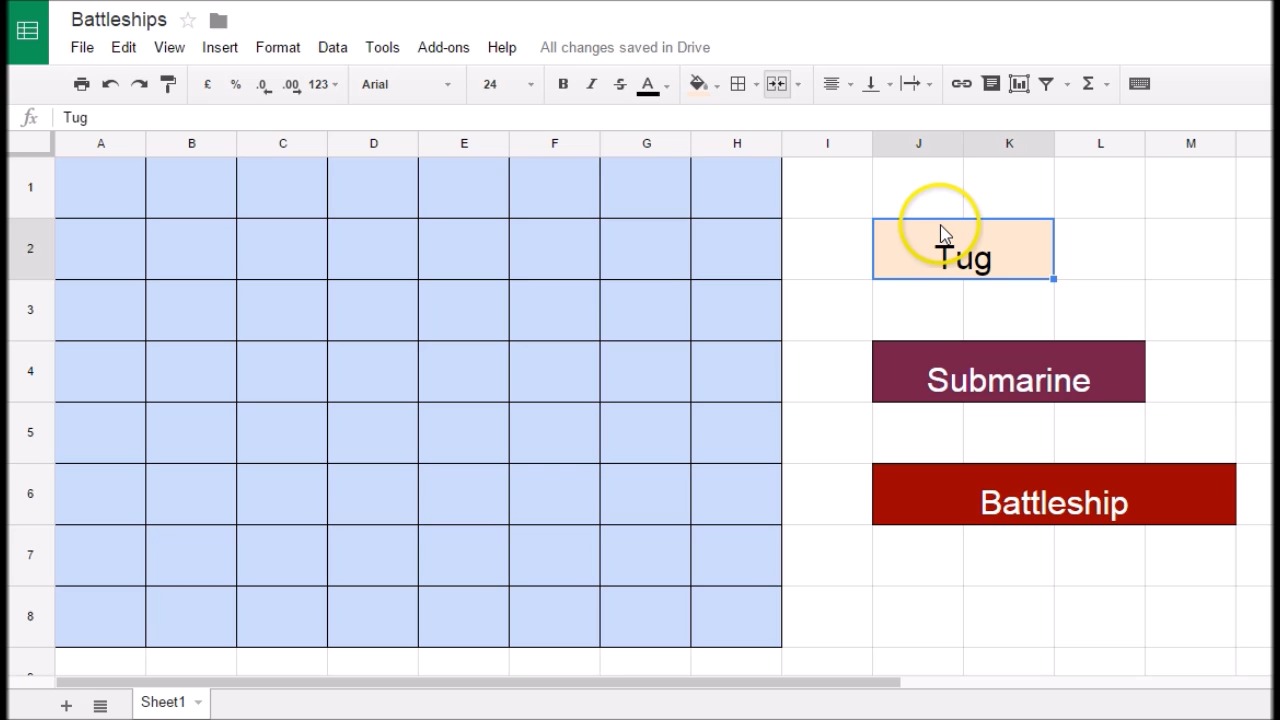 Battleships
File Edit View Insert Format Data Tools Add-ons Help All changes saved in Drive
£ % .0 .00 123 Arial 24 B I S A Σ
fx Tug
A B C D E F G H I J K L M
1
2 Tug
3
4 Submarine
5
6 Battleship
7
8
Sheet1